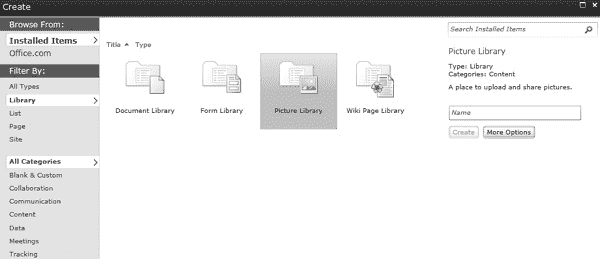 Create
Browse From:
Installed Items
Office.com
Filter By:
All Types
Library
List
Page
Site
All Categories
Blank & Custom
Collaboration
Communication
Content
Data
Meetings
Tracking
Title Type
Document Library
Form Library
Picture Library
Wiki Page Library
Search Installed Items
Picture Library
Type: Library
Categories: Content
A place to upload and share pictures.
Name
Create More Options